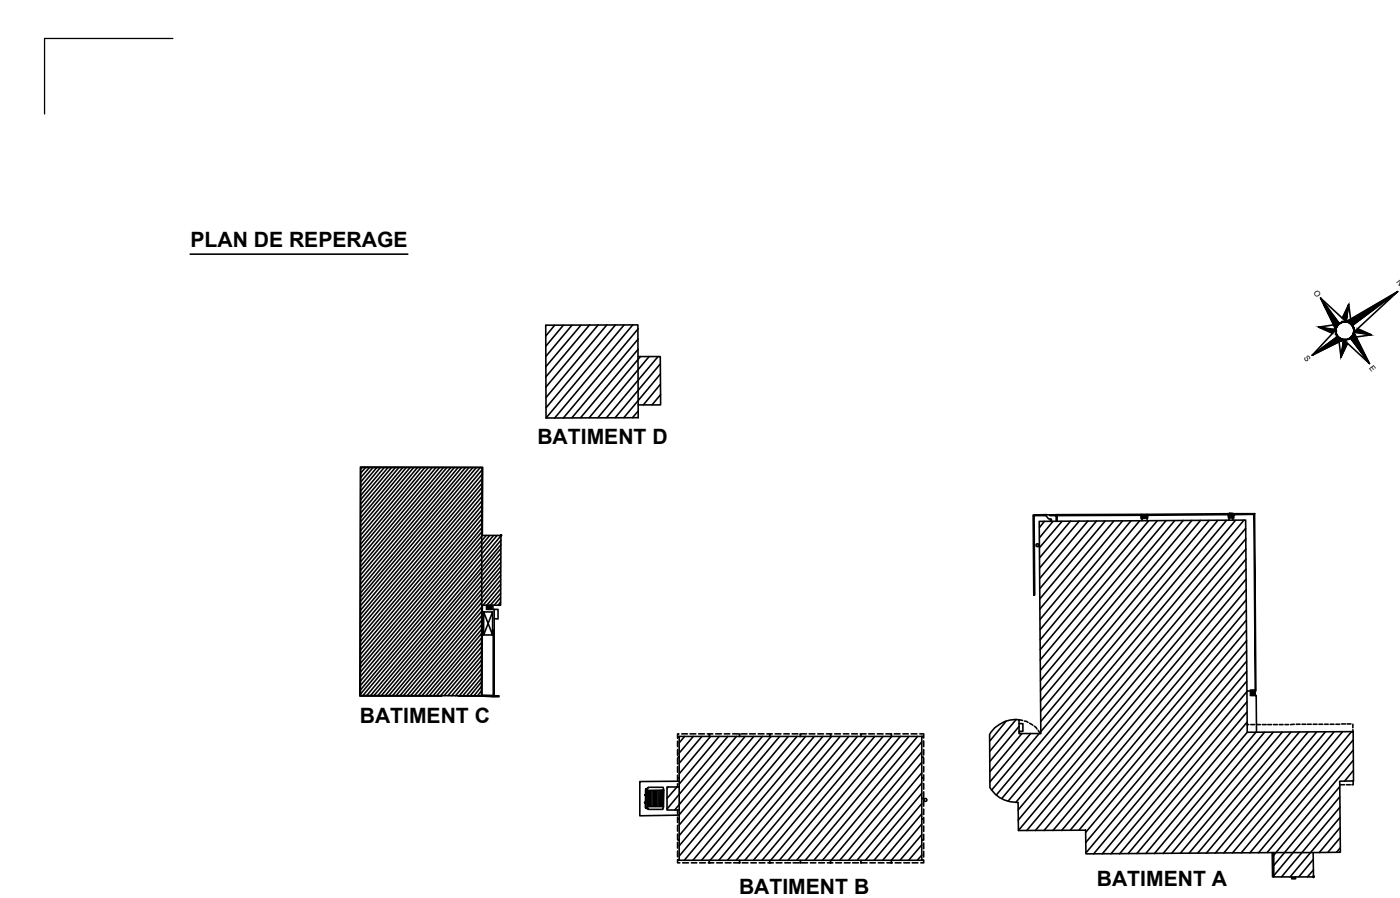 PLAN DE REPERAGE
N
O
S
E
BATIMENT D
BATIMENT C
BATIMENT A
BATIMENT B